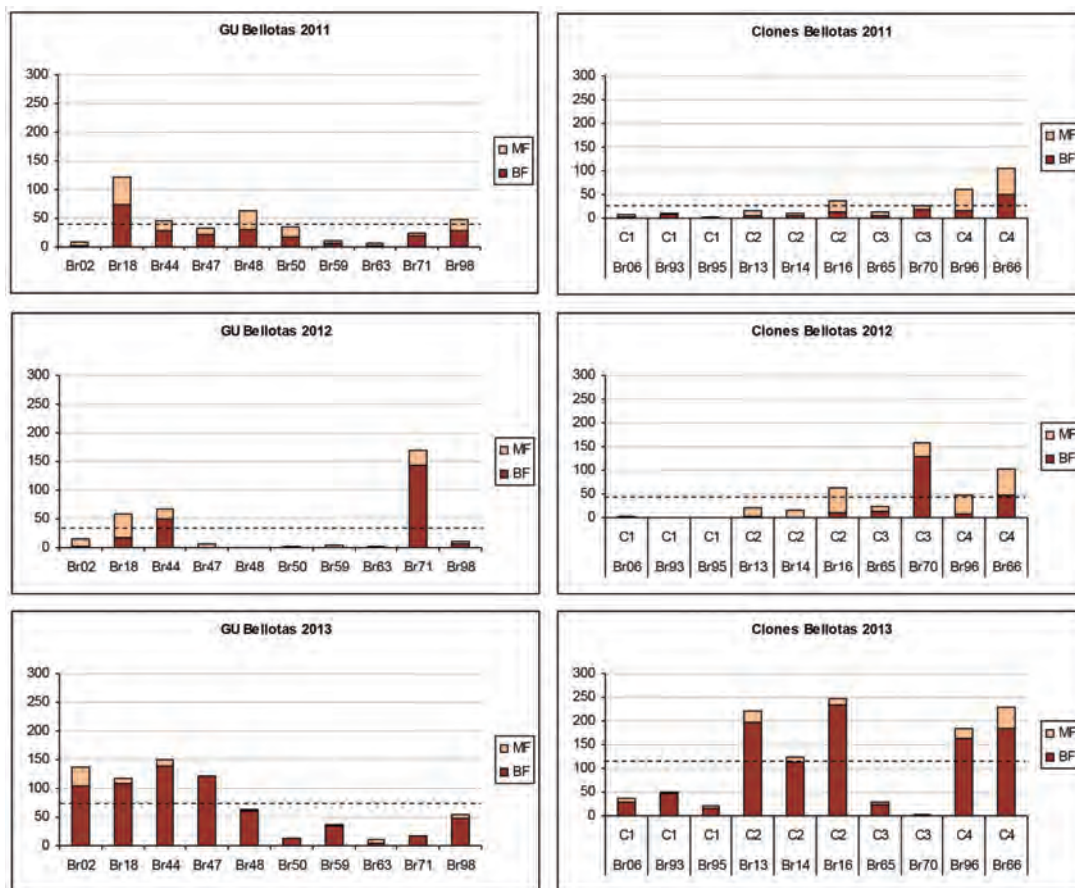 GU Bellotas 2011
300
250
200
150
100
50
0
Br02 Br18 Br44 Br47 Br48 Br50 Br59 Br63 Br71 Br98
MF
BF
Clones Bellotas 2011
300
250
200
150
100
50
0
C1 C1 C1 C2 C2 C2 C3 C3 C4 C4
Br06 Br93 Br95 Br13 Br14 Br16 Br65 Br70 Br96 Br66
MF
BF
GU Bellotas 2012
300
250
200
150
100
50
0
Br02 Br18 Br44 Br47 Br48 Br50 Br59 Br63 Br71 Br98
MF
BF
Clones Bellotas 2012
300
250
200
150
100
50
0
C1 C1 C1 C2 C2 C2 C3 C3 C4 C4
Br06 Br93 Br95 Br13 Br14 Br16 Br65 Br70 Br96 Br66
MF
BF
GU Bellotas 2013
300
250
200
150
100
50
0
Br02 Br18 Br44 Br47 Br48 Br50 Br59 Br63 Br71 Br98
MF
BF
Clones Bellotas 2013
300
250
200
150
100
50
0
C1 C1 C1 C2 C2 C2 C3 C3 C4 C4
Br06 Br93 Br95 Br13 Br14 Br16 Br65 Br70 Br96 Br66
MF
BF